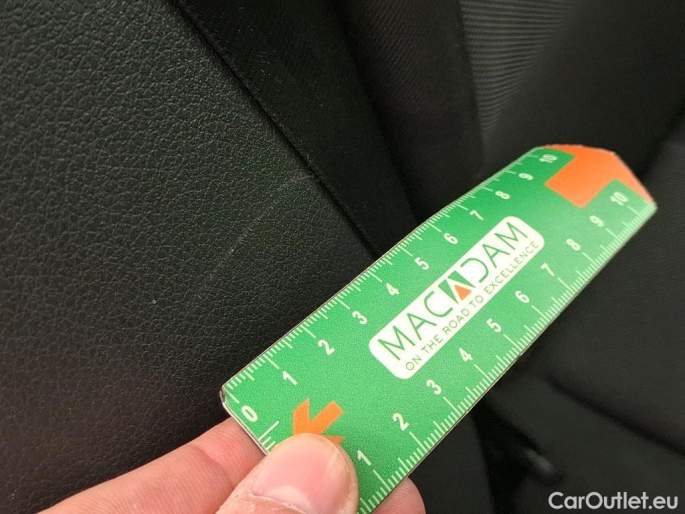 0 1 2 3 4 5 6 7 8 9 10
MACADAM
ON THE ROAD TO EXCELLENCE
1 2 3 4 5 6 7 8 9 10
CarOutlet.eu